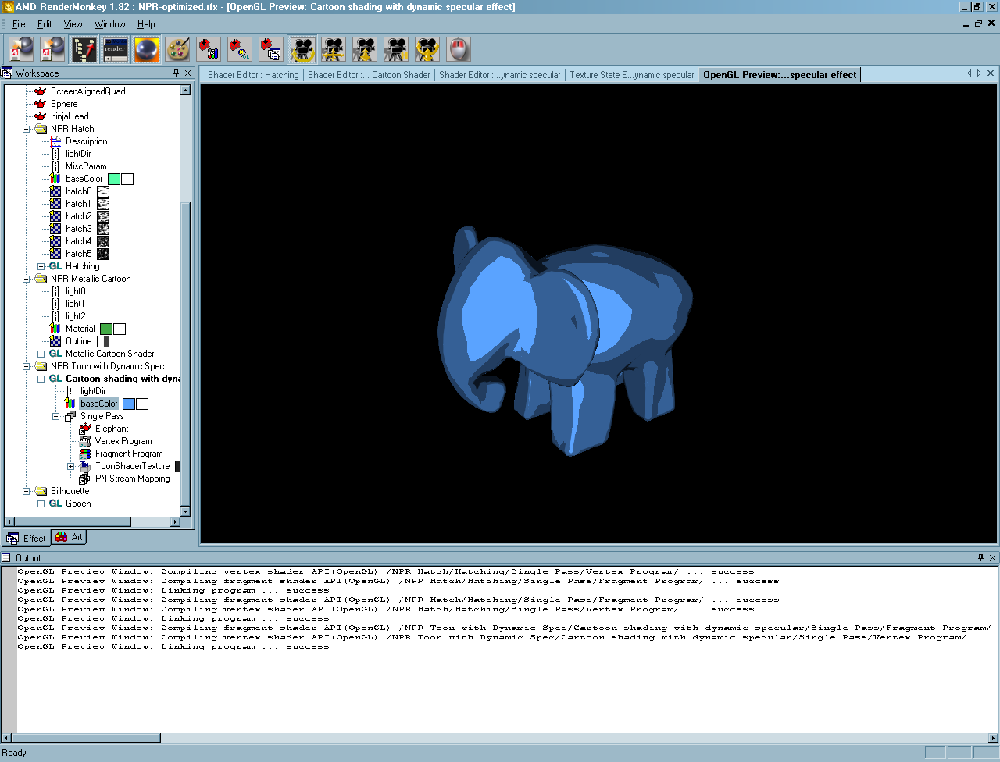 AMD RenderMonkey 1.82 : NPR-optimized.rfx - [OpenGL Preview: Cartoon shading with dynamic specular effect]
File Edit View Window Help
render
Workspace
Shader Editor : Hatching
Shader Editor :... Cartoon Shader
Shader Editor :...ynamic specular
Texture State E...ynamic specular
OpenGL Preview:...specular effect
ScreenAlignedQuad
Sphere
ninjaHead
NPR Hatch
Description
lightDir
MiscParam
baseColor
hatch0
hatch1
hatch2
hatch3
hatch4
hatch5
GL Hatching
NPR Metallic Cartoon
light0
light1
light2
Material
Outline
GL Metallic Cartoon Shader
NPR Toon with Dynamic Spec
GL Cartoon shading with dyna
lightDir
baseColor
Single Pass
Elephant
Vertex Program
Fragment Program
ToonShaderTexture
PN Stream Mapping
Sillhouette
GL Gooch
Effect
Art
Output
OpenGL Preview Window: Compiling vertex shader API(OpenGL) /NPR Hatch/Hatching/Single Pass/Vertex Program/ ... success
OpenGL Preview Window: Compiling fragment shader API(OpenGL) /NPR Hatch/Hatching/Single Pass/Fragment Program/ ... success
OpenGL Preview Window: Linking program ... success
OpenGL Preview Window: Compiling fragment shader API(OpenGL) /NPR Hatch/Hatching/Single Pass/Fragment Program/ ... success
OpenGL Preview Window: Compiling vertex shader API(OpenGL) /NPR Hatch/Hatching/Single Pass/Vertex Program/ ... success
OpenGL Preview Window: Linking program ... success
OpenGL Preview Window: Compiling fragment shader API(OpenGL) /NPR Toon with Dynamic Spec/Cartoon shading with dynamic specular/Single Pass/Fragment Program/
OpenGL Preview Window: Compiling vertex shader API(OpenGL) /NPR Toon with Dynamic Spec/Cartoon shading with dynamic specular/Single Pass/Vertex Program/ ...
OpenGL Preview Window: Linking program ... success
Ready